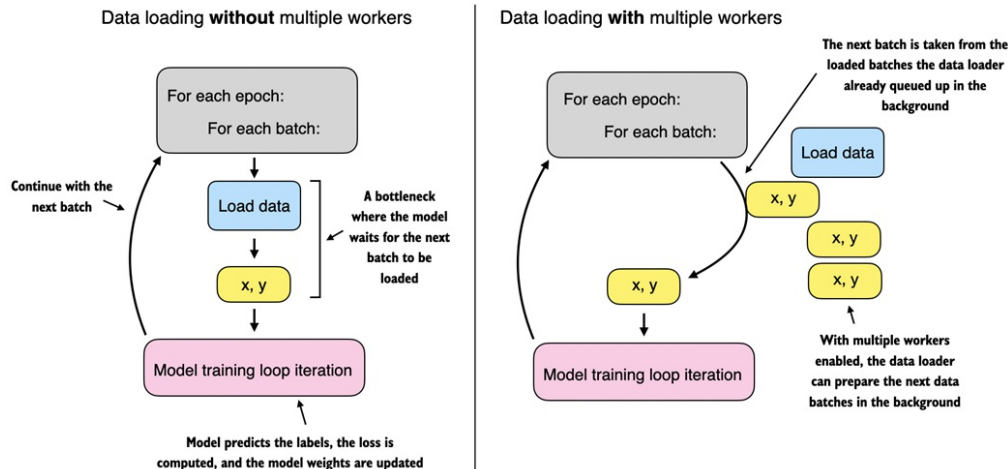 Data loading without multiple workers
For each epoch:
For each batch:
Continue with the
next batch
Load data
A bottleneck
where the model
waits for the next
batch to be
loaded
x, y
Model training loop iteration
Model predicts the labels, the loss is
computed, and the model weights are updated
Data loading with multiple workers
The next batch is taken from the
loaded batches the data loader
already queued up in the
background
For each epoch:
For each batch:
Load data
x, y
x, y
x, y
x, y
Model training loop iteration
With multiple workers
enabled, the data loader
can prepare the next data
batches in the background